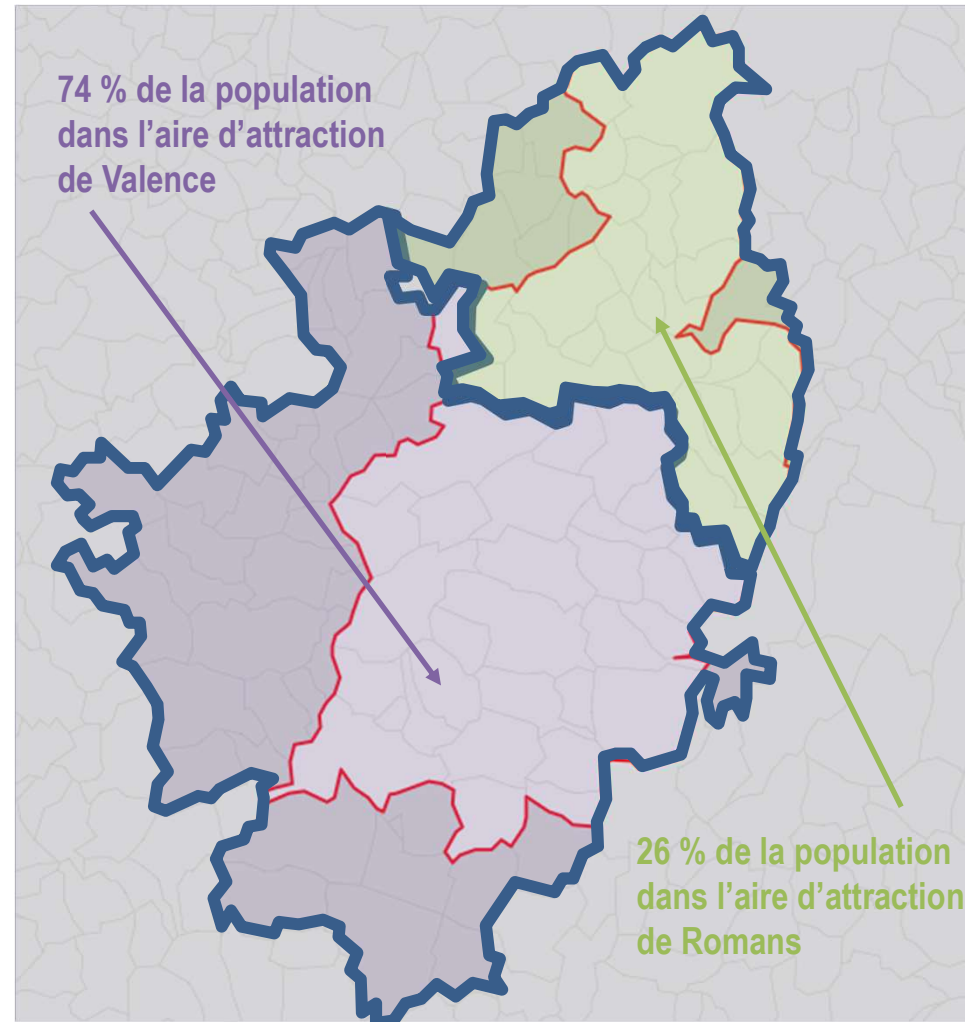 74 % de la population
dans l’aire d’attraction
de Valence
26 % de la population
dans l’aire d’attraction
de Romans